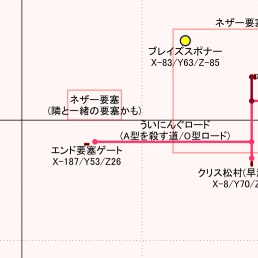 ネザー要塞
ブレイズスポナー
X-83/Y63/Z-85
ネザー要塞
(隣と一緒の要塞かも)
ういにんぐロード
(A型を殺す道/O型ロード)
エンド要塞ゲート
X-187/Y53/Z26
クリス松村(早
X-8/Y70/Z